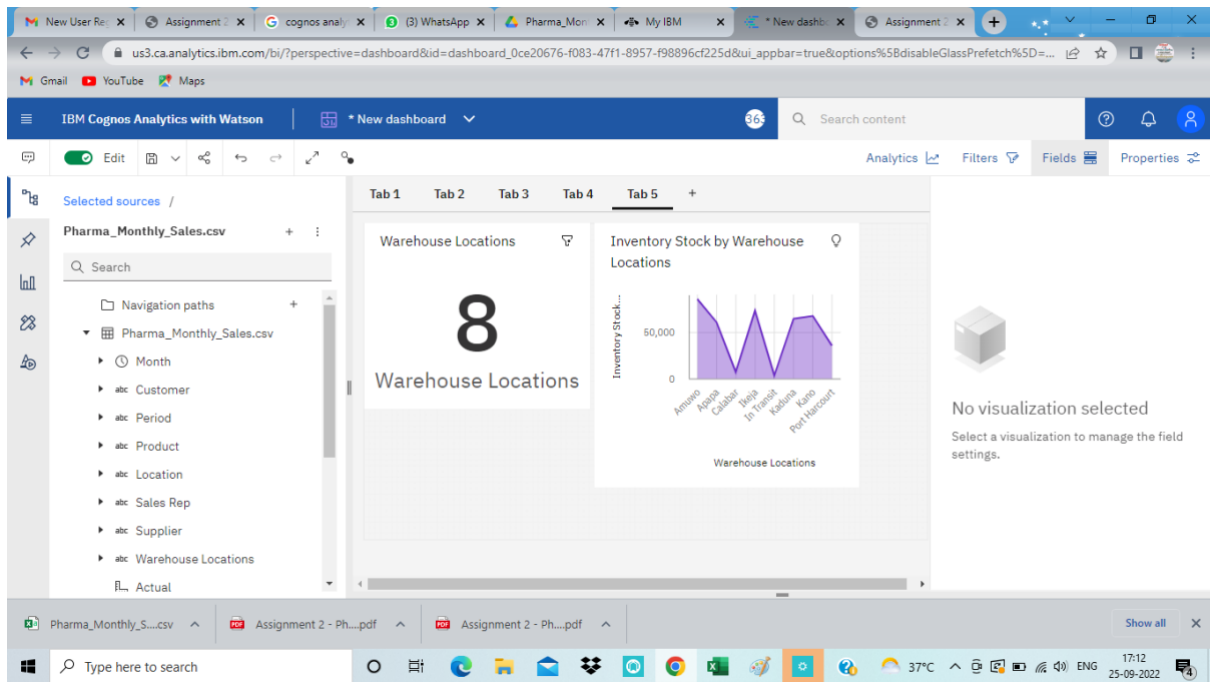 New User Re
Assignment 2
cognos analy
(3) WhatsApp
Pharma_Mon
My IBM
* New dashb
Assignment 2
us3.ca.analytics.ibm.com/bi/?perspective=dashboard&id=dashboard_0ce20676-f083-47f1-8957-f98896cf225d&ui_appbar=true&options%5BdisableGlassPrefetch%5D=...
Gmail YouTube Maps
IBM Cognos Analytics with Watson
* New dashboard
363
Search content
Edit
Analytics Filters Fields Properties
Selected sources /
Pharma_Monthly_Sales.csv
Search
Navigation paths
Pharma_Monthly_Sales.csv
Month
abc Customer
abc Period
abc Product
abc Location
abc Sales Rep
abc Supplier
abc Warehouse Locations
Actual
Tab 1 Tab 2 Tab 3 Tab 4 Tab 5 +
Warehouse Locations
8
Warehouse Locations
Inventory Stock by Warehouse
Locations
Inventory Stock...
50,000
0
Amuwo
Apapa
Calabar
Ikeja
In Transit
Kaduna
Kano
Port Harcourt
Warehouse Locations
No visualization selected
Select a visualization to manage the field
settings.
Pharma_Monthly_S....csv
Assignment 2 - Ph....pdf
Assignment 2 - Ph....pdf
Show all
Type here to search
37°C
ENG
17:12
25-09-2022
4